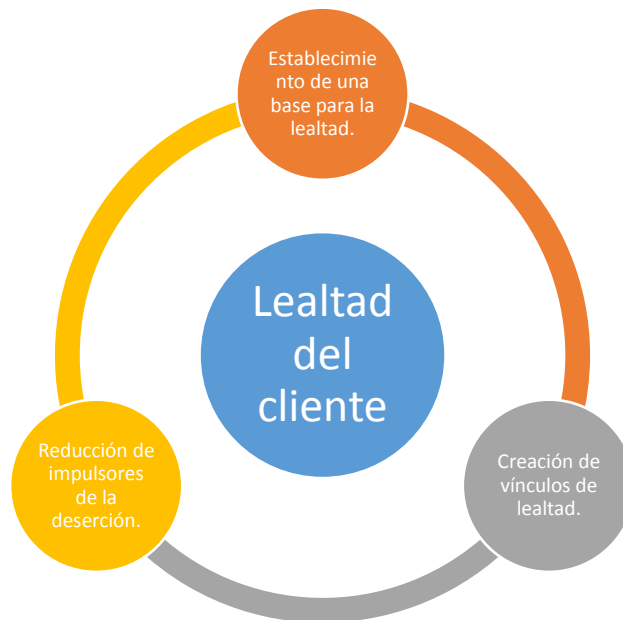 Establecimie
nto de una
base para la
lealtad.
Lealtad
del
cliente
Reducción de
impulsores
de la
deserción.
Creación de
vínculos de
lealtad.